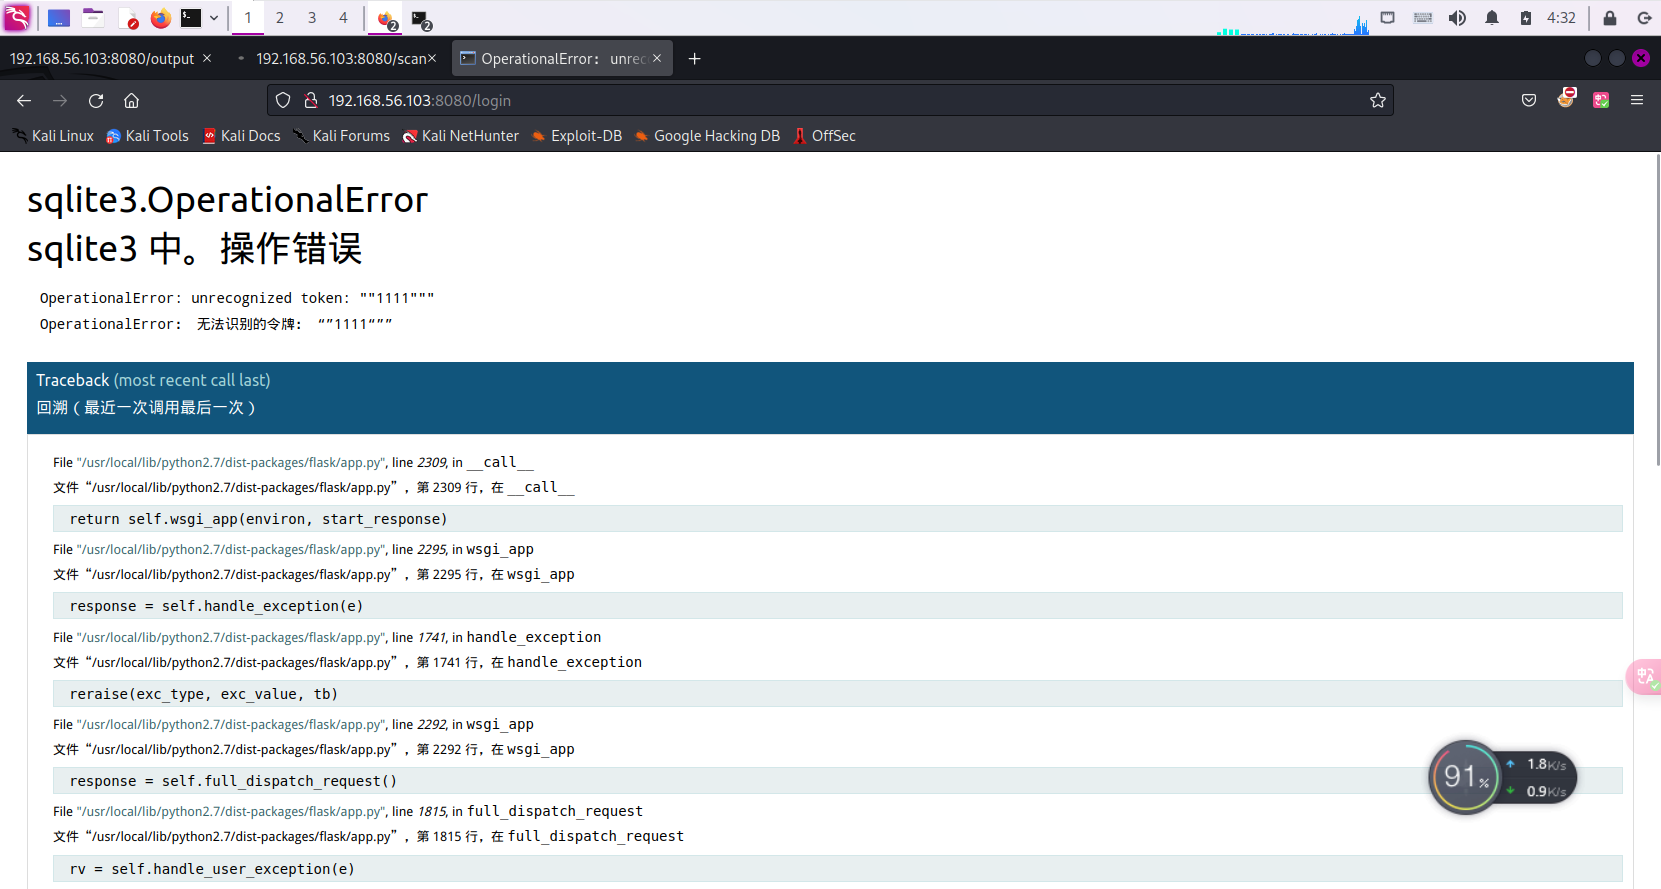 1 2 3 4 2 2 4:32
192.168.56.103:8080/output × 192.168.56.103:8080/scan× OperationalError: unrec × +
192.168.56.103:8080/login
Kali Linux Kali Tools Kali Docs Kali Forums Kali NetHunter Exploit-DB Google Hacking DB OffSec
sqlite3.OperationalError
sqlite3 中。操作错误
OperationalError: unrecognized token: ""1111"""
OperationalError: 无法识别的令牌: “”1111“””
Traceback (most recent call last)
回溯（最近一次调用最后一次）
File "/usr/local/lib/python2.7/dist-packages/flask/app.py", line 2309, in __call__
文件“/usr/local/lib/python2.7/dist-packages/flask/app.py”，第 2309 行，在 __call__
return self.wsgi_app(environ, start_response)
File "/usr/local/lib/python2.7/dist-packages/flask/app.py", line 2295, in wsgi_app
文件“/usr/local/lib/python2.7/dist-packages/flask/app.py”，第 2295 行，在 wsgi_app
response = self.handle_exception(e)
File "/usr/local/lib/python2.7/dist-packages/flask/app.py", line 1741, in handle_exception
文件“/usr/local/lib/python2.7/dist-packages/flask/app.py”，第 1741 行，在 handle_exception
reraise(exc_type, exc_value, tb)
File "/usr/local/lib/python2.7/dist-packages/flask/app.py", line 2292, in wsgi_app
文件“/usr/local/lib/python2.7/dist-packages/flask/app.py”，第 2292 行，在 wsgi_app
response = self.full_dispatch_request()
91% 1.8K/s
0.9K/s
File "/usr/local/lib/python2.7/dist-packages/flask/app.py", line 1815, in full_dispatch_request
文件“/usr/local/lib/python2.7/dist-packages/flask/app.py”，第 1815 行，在 full_dispatch_request
rv = self.handle_user_exception(e)